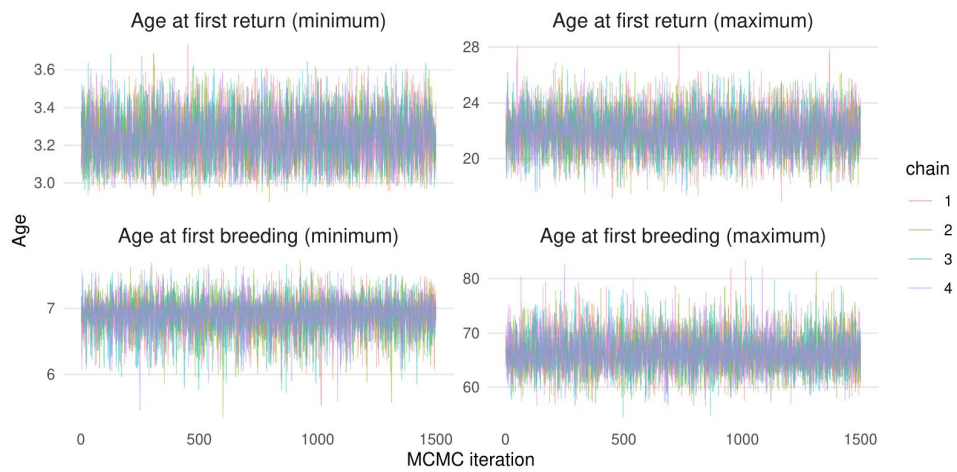 Age at first return (minimum)
Age at first return (maximum)
3.6
3.4
3.2
3.0
28
24
20
Age
Age at first breeding (minimum)
Age at first breeding (maximum)
7
6
80
70
60
0 500 1000 1500
0 500 1000 1500
MCMC iteration
chain
1
2
3
4